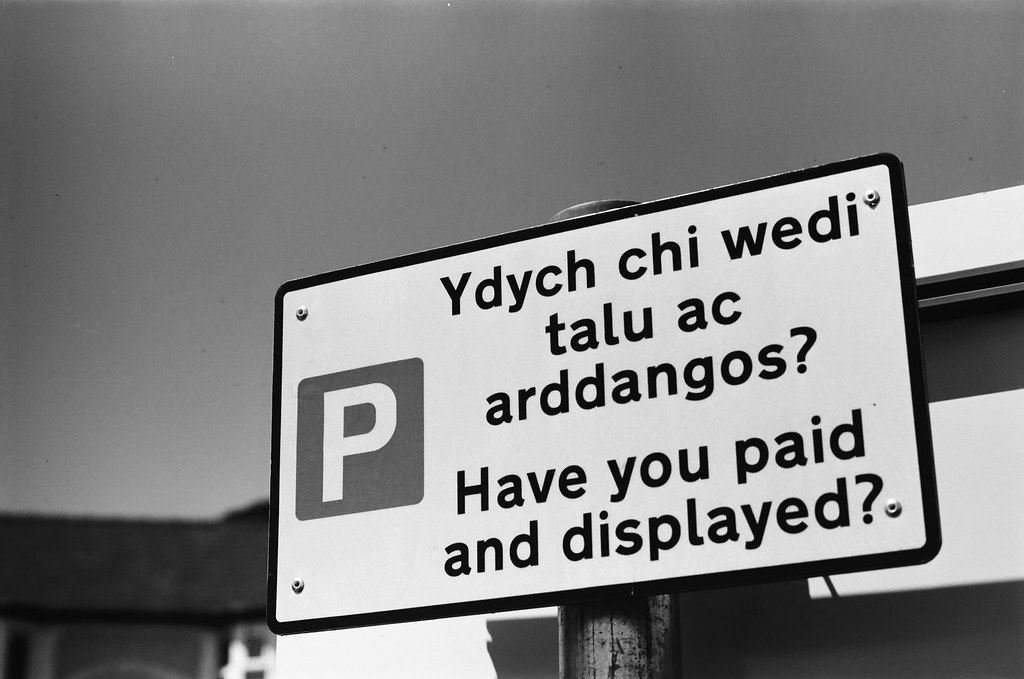 P
Ydych chi wedi
talu ac
arddangos?
Have you paid
and displayed?